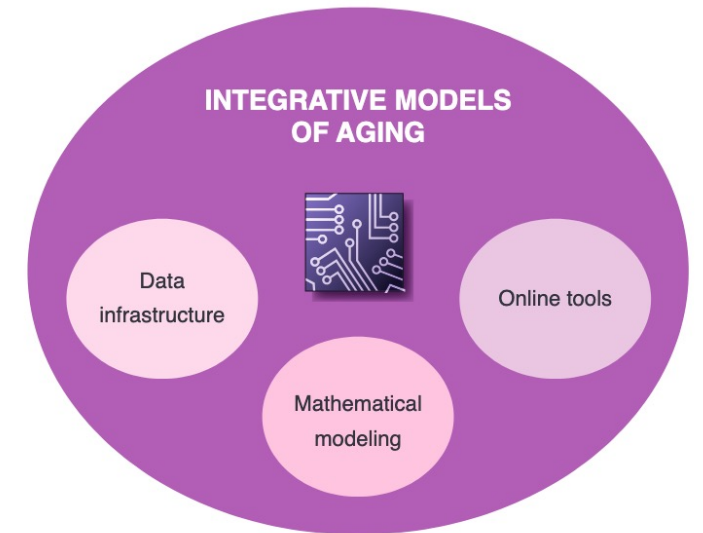 INTEGRATIVE MODELS
OF AGING
Data
infrastructure
Online tools
Mathematical
modeling